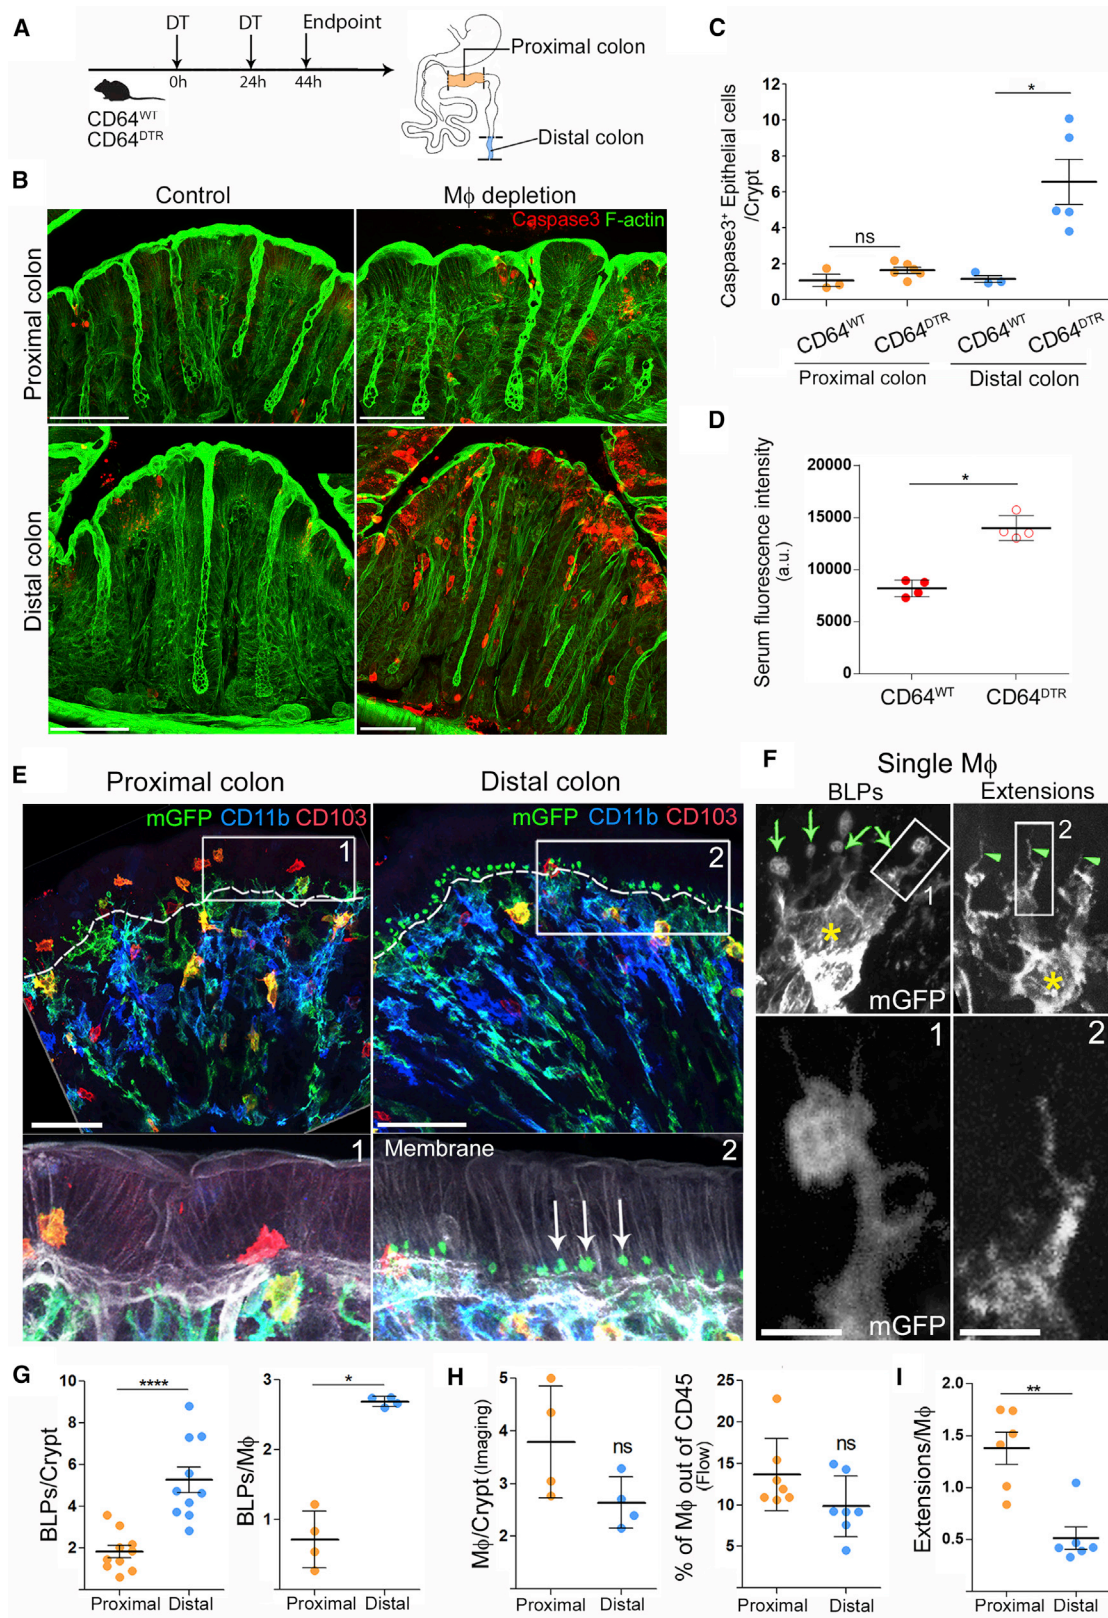 A
DT DT Endpoint
0h 24h 44h
CD64WT
CD64DTR
Proximal colon
Distal colon
B
Control Mϕ depletion
Caspase3 F-actin
Proximal colon
Distal colon
C
Caspase3+ Epithelial cells
/Crypt
12
10
8
6
4
2
0
ns
*
CD64WT CD64DTR CD64WT CD64DTR
Proximal colon Distal colon
D
Serum fluorescence intensity
(a.u.)
20000
15000
10000
5000
0
*
CD64WT CD64DTR
E
Proximal colon Distal colon
mGFP CD11b CD103
mGFP CD11b CD103
1
2
1
Membrane
2
F
Single Mϕ
BLPs Extensions
1
2
*
*
mGFP
1
2
mGFP
G
BLPs/Crypt
10
8
6
4
2
****
Proximal Distal
BLPs/Mϕ
3
2
1
*
Proximal Distal
H
Mϕ/Crypt (Imaging)
5
4
3
2
ns
Proximal Distal
% of Mϕ out of CD45
(Flow)
25
20
15
10
5
ns
Proximal Distal
I
Extensions/Mϕ
2.0
1.5
1.0
0.5
**
Proximal Distal